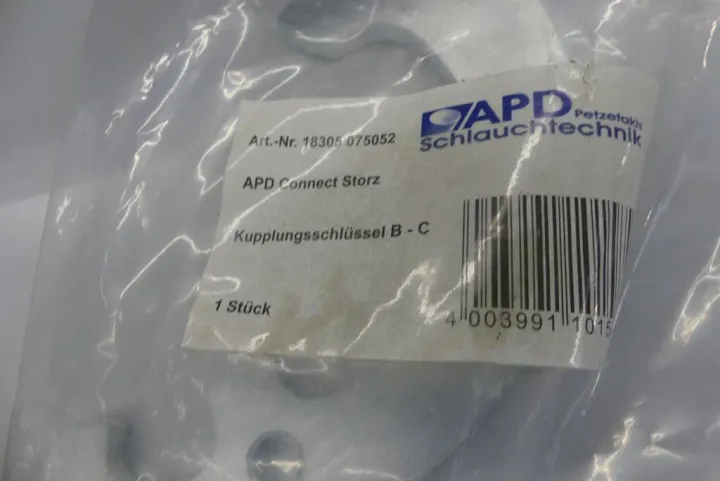 APD Petzetakis
Schlauchtechnik
Art.-Nr. 18305 075052
APD Connect Storz
Kupplungsschlüssel B - C
1 Stück
4 003991 1015